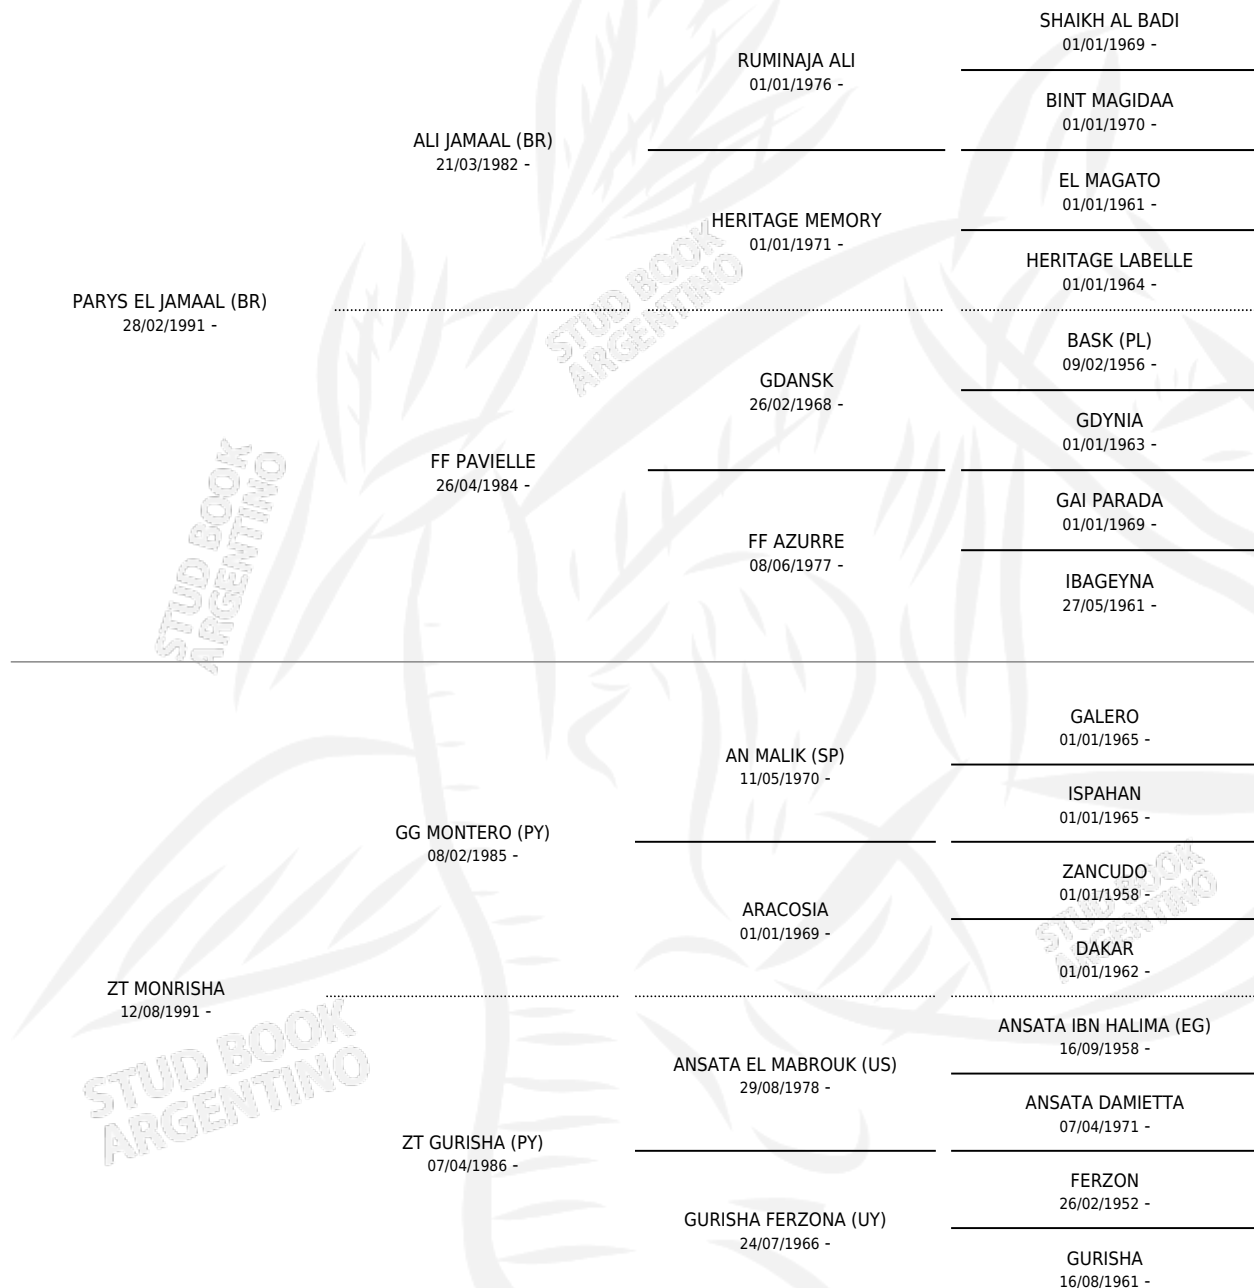 SHAIKH AL BADI
01/01/1969 -
RUMINAJA ALI
01/01/1976 -
BINT MAGIDAA
01/01/1970 -
ALI JAMAAL (BR)
21/03/1982 -
EL MAGATO
01/01/1961 -
HERITAGE MEMORY
01/01/1971 -
HERITAGE LABELLE
01/01/1964 -
PARYS EL JAMAAL (BR)
28/02/1991 -
BASK (PL)
09/02/1956 -
GDANSK
26/02/1968 -
GDYNIA
01/01/1963 -
FF PAVIELLE
26/04/1984 -
GAI PARADA
01/01/1969 -
FF AZURRE
08/06/1977 -
IBAGEYNA
27/05/1961 -
GALERO
01/01/1965 -
AN MALIK (SP)
11/05/1970 -
ISPAHAN
01/01/1965 -
GG MONTERO (PY)
08/02/1985 -
ZANCUDO
01/01/1958 -
ARACOSIA
01/01/1969 -
DAKAR
01/01/1962 -
ZT MONRISHA
12/08/1991 -
ANSATA IBN HALIMA (EG)
16/09/1958 -
ANSATA EL MABROUK (US)
29/08/1978 -
ANSATA DAMIETTA
07/04/1971 -
ZT GURISHA (PY)
07/04/1986 -
FERZON
26/02/1952 -
GURISHA FERZONA (UY)
24/07/1966 -
GURISHA
16/08/1961 -
STUD BOOK
ARGENTINO
STUD BOOK
ARGENTINO
STUD BOOK
ARGENTINO
STUD BOOK
ARGENTINO